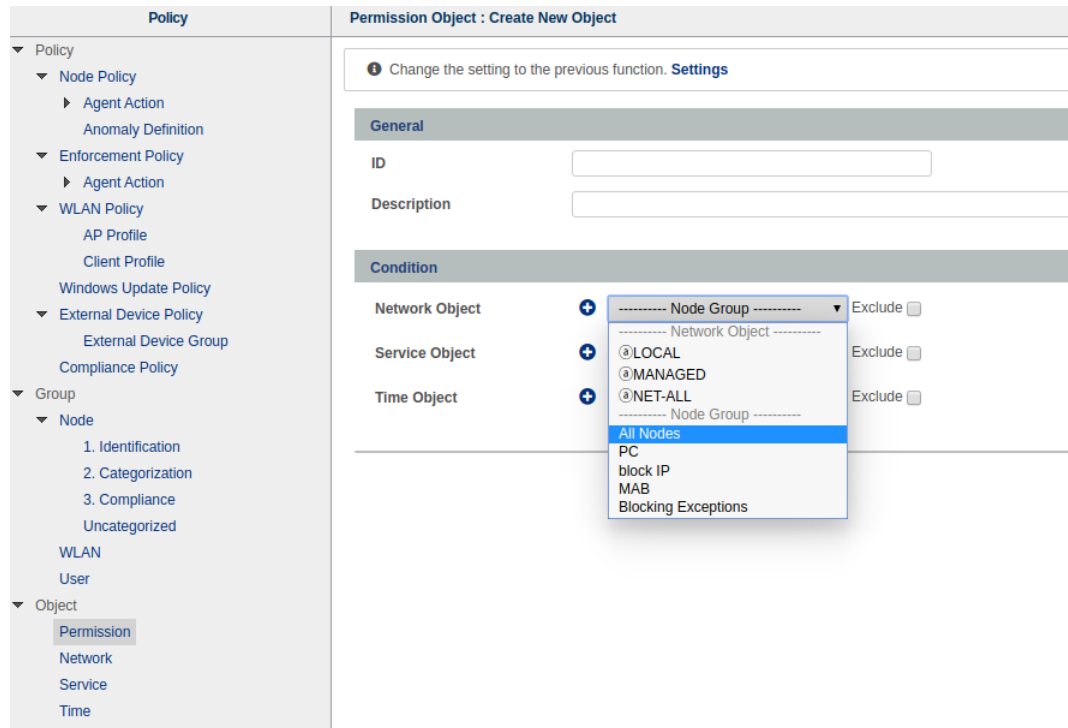 Policy
Policy
Node Policy
Agent Action
Anomaly Definition
Enforcement Policy
Agent Action
WLAN Policy
AP Profile
Client Profile
Windows Update Policy
External Device Policy
External Device Group
Compliance Policy
Group
Node
1. Identification
2. Categorization
3. Compliance
Uncategorized
WLAN
User
Object
Permission
Network
Service
Time
Permission Object : Create New Object
Change the setting to the previous function. Settings
General
ID
Description
Condition
Network Object ---------- Node Group ---------- Exclude
Service Object Exclude
Time Object Exclude
---------- Network Object ----------
ⓐLOCAL
ⓐMANAGED
ⓐNET-ALL
---------- Node Group ----------
All Nodes
PC
block IP
MAB
Blocking Exceptions